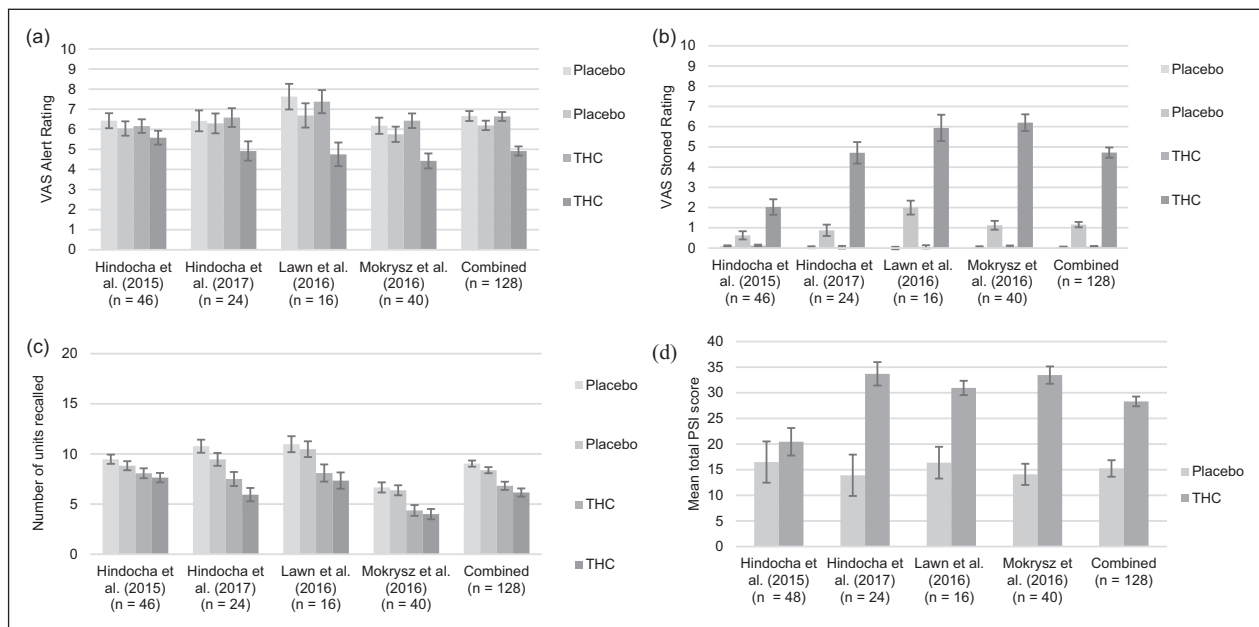 (a)
10
9
8
7
6
5
4
3
2
1
0
VAS Alert Rating
Hindocha et al. (2015) (n = 46)
Hindocha et al. (2017) (n = 24)
Lawn et al. (2016) (n = 16)
Mokrysz et al. (2016) (n = 40)
Combined (n = 128)
Placebo
Placebo
THC
THC
(b)
10
9
8
7
6
5
4
3
2
1
0
VAS Stoned Rating
Hindocha et al. (2015) (n = 46)
Hindocha et al. (2017) (n = 24)
Lawn et al. (2016) (n = 16)
Mokrysz et al. (2016) (n = 40)
Combined (n = 128)
Placebo
Placebo
THC
THC
(c)
20
15
10
5
0
Number of units recalled
Hindocha et al. (2015) (n = 46)
Hindocha et al. (2017) (n = 24)
Lawn et al. (2016) (n = 16)
Mokrysz et al. (2016) (n = 40)
Combined (n = 128)
Placebo
Placebo
THC
THC
(d)
40
35
30
25
20
15
10
5
0
Mean total PSI score
Hindocha et al. (2015) (n = 48)
Hindocha et al. (2017) (n = 24)
Lawn et al. (2016) (n = 16)
Mokrysz et al. (2016) (n = 40)
Combined (n = 128)
Placebo
THC